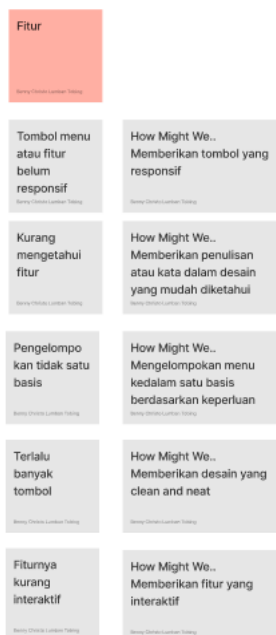 Fitur
Benny Christo Lumban Tobing
Tombol menu
atau fitur
belum
responsif
Benny Christo Lumban Tobing
How Might We..
Memberikan tombol yang
responsif
Benny Christo Lumban Tobing
Kurang
mengetahui
fitur
Benny Christo Lumban Tobing
How Might We..
Memberikan penulisan
atau kata dalam desain
yang mudah diketahui
Benny Christo Lumban Tobing
Pengelompo
kan tidak satu
basis
Benny Christo Lumban Tobing
How Might We..
Mengelompokan menu
kedalam satu basis
berdasarkan keperluan
Benny Christo Lumban Tobing
Terlalu
banyak
tombol
Benny Christo Lumban Tobing
How Might We..
Memberikan desain yang
clean and neat
Benny Christo Lumban Tobing
Fiturnya
kurang
interaktif
Benny Christo Lumban Tobing
How Might We..
Memberikan fitur yang
interaktif
Benny Christo Lumban Tobing